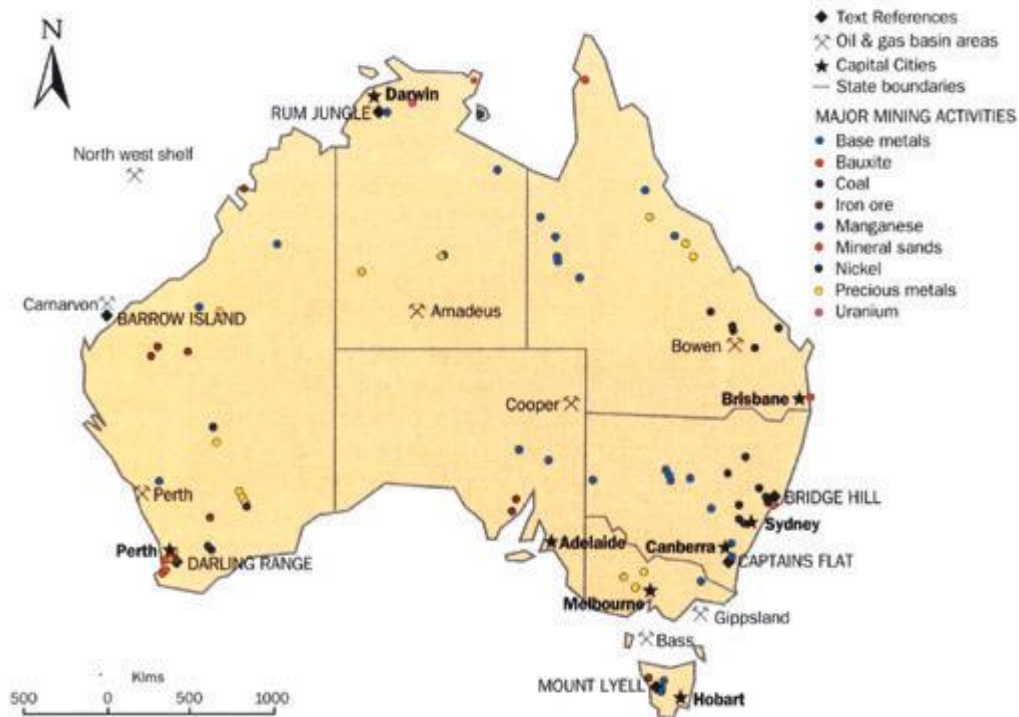 N
Text References
Oil & gas basin areas
Capital Cities
State boundaries
MAJOR MINING ACTIVITIES
Base metals
Bauxite
Coal
Iron ore
Manganese
Mineral sands
Nickel
Precious metals
Uranium
Darwin
RUM JUNGLE
North west shelf
Carnarvon
BARROW ISLAND
Amadeus
Bowen
Cooper
Brisbane
Perth
BRIDGE HILL
Sydney
Perth
DARLING RANGE
Adelaide
Canberra
CAPTAINS FLAT
Melbourne
Gippsland
Bass
MOUNT LYELL
Hobart
Klms
500 0 500 1000